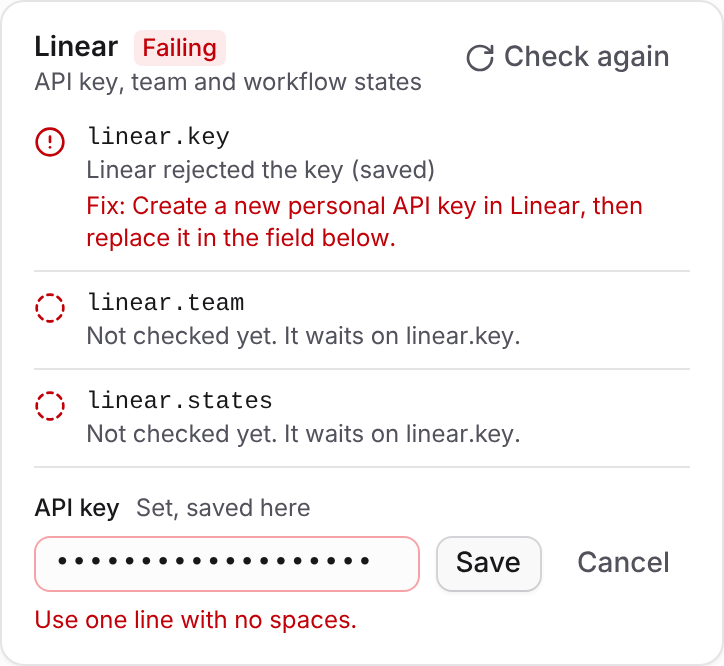 Linear Failing
Check again
API key, team and workflow states
linear.key
Linear rejected the key (saved)
Fix: Create a new personal API key in Linear, then
replace it in the field below.
linear.team
Not checked yet. It waits on linear.key.
linear.states
Not checked yet. It waits on linear.key.
API key Set, saved here
•••••••••••••••••••
Save
Cancel
Use one line with no spaces.